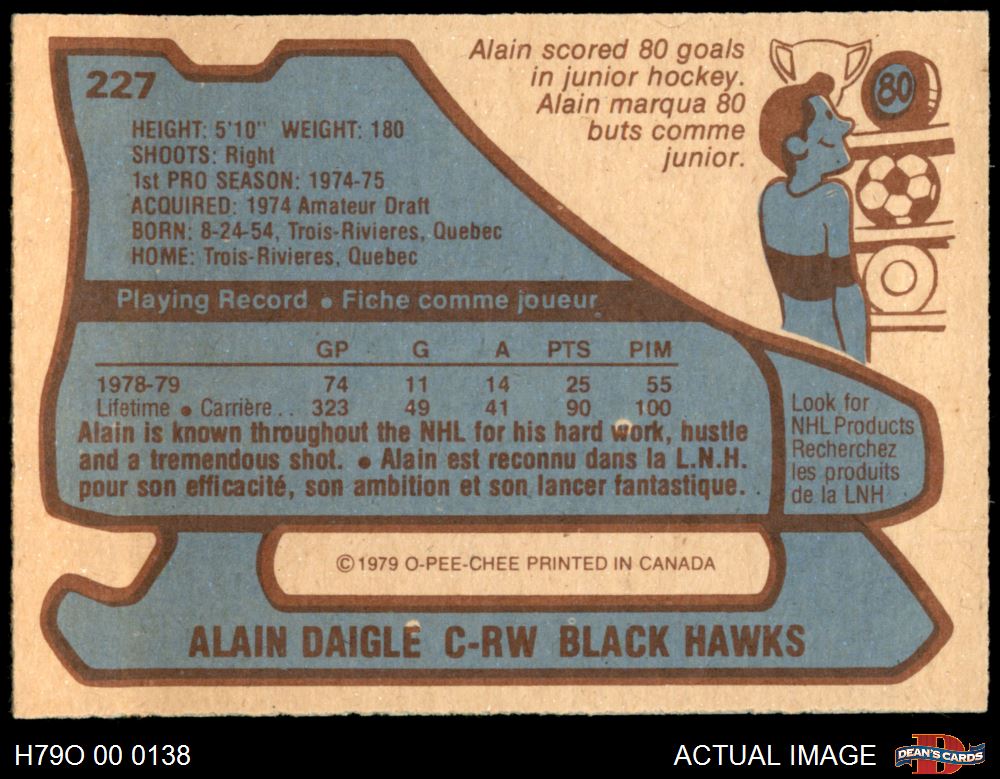 227
Alain scored 80 goals
in junior hockey.
Alain marqua 80
buts comme
junior.
80
HEIGHT: 5'10" WEIGHT: 180
SHOOTS: Right
1st PRO SEASON: 1974-75
ACQUIRED: 1974 Amateur Draft
BORN: 8-24-54, Trois-Rivieres, Quebec
HOME: Trois-Rivieres, Quebec
Playing Record • Fiche comme joueur
GP G A PTS PIM
1978-79 74 11 14 25 55
Lifetime • Carrière .. 323 49 41 90 100
Alain is known throughout the NHL for his hard work, hustle
and a tremendous shot. • Alain est reconnu dans la L.N.H.
pour son efficacité, son ambition et son lancer fantastique.
Look for
NHL Products
Recherchez
les produits
de la LNH
©1979 O-PEE-CHEE PRINTED IN CANADA
ALAIN DAIGLE C-RW BLACK HAWKS
H79O 00 0138
ACTUAL IMAGE
DEAN'S CARDS